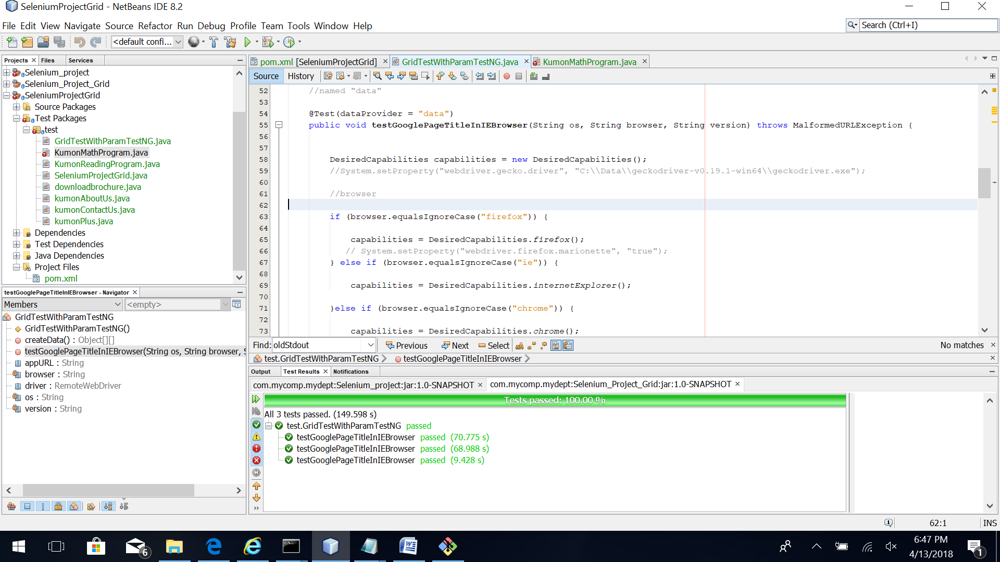 SeleniumProjectGrid - NetBeans IDE 8.2
File Edit View Navigate Source Refactor Run Debug Profile Team Tools Window Help
Search (Ctrl+I)
<default confi...
Projects Files Services
Selenium_project
Selenium_Project_Grid
SeleniumProjectGrid
Source Packages
Test Packages
test
GridTestWithParamTestNG.java
KumonMathProgram.java
KumonReadingProgram.java
SeleniumProjectGrid.java
downloadbrochure.java
kumonAboutUs.java
kumonContactUs.java
kumonPlus.java
Dependencies
Test Dependencies
Java Dependencies
Project Files
pom.xml
testGooglePageTitleInIEBrowser - Navigator
Members
<empty>
GridTestWithParamTestNG
GridTestWithParamTestNG()
createData() : Object[][]
testGooglePageTitleInIEBrowser(String os, String browser, S
appURL : String
browser : String
driver : RemoteWebDriver
os : String
version : String
pom.xml [SeleniumProjectGrid] GridTestWithParamTestNG.java KumonMathProgram.java
Source History
52 //named "data"
53
54 @Test(dataProvider = "data")
55 public void testGooglePageTitleInIEBrowser(String os, String browser, String version) throws MalformedURLException {
56
57
58 DesiredCapabilities capabilities = new DesiredCapabilities();
59 //System.setProperty("webdriver.gecko.driver", "C:\\Data\\geckodriver-v0.19.1-win64\\geckodriver.exe");
60
61 //browser
62
63 if (browser.equalsIgnoreCase("firefox")) {
64
65 capabilities = DesiredCapabilities.firefox();
66 // System.setProperty("webdriver.firefox.marionette", "true");
67 } else if (browser.equalsIgnoreCase("ie")) {
68
69 capabilities = DesiredCapabilities.internetExplorer();
70
71 }else if (browser.equalsIgnoreCase("chrome")) {
72
73 capabilities = DesiredCapabilities.chrome();
Find: oldStdout Previous Next Select No matches
test.GridTestWithParamTestNG testGooglePageTitleInIEBrowser
Output Test Results Notifications
com.mycomp.mydept:Selenium_project:jar:1.0-SNAPSHOT com.mycomp.mydept:Selenium_Project_Grid:jar:1.0-SNAPSHOT
Tests passed: 100.00 %
All 3 tests passed. (149.598 s)
test.GridTestWithParamTestNG passed
testGooglePageTitleInIEBrowser passed (70.775 s)
testGooglePageTitleInIEBrowser passed (68.988 s)
testGooglePageTitleInIEBrowser passed (9.428 s)
62:1 INS
6
6:47 PM
4/13/2018
1